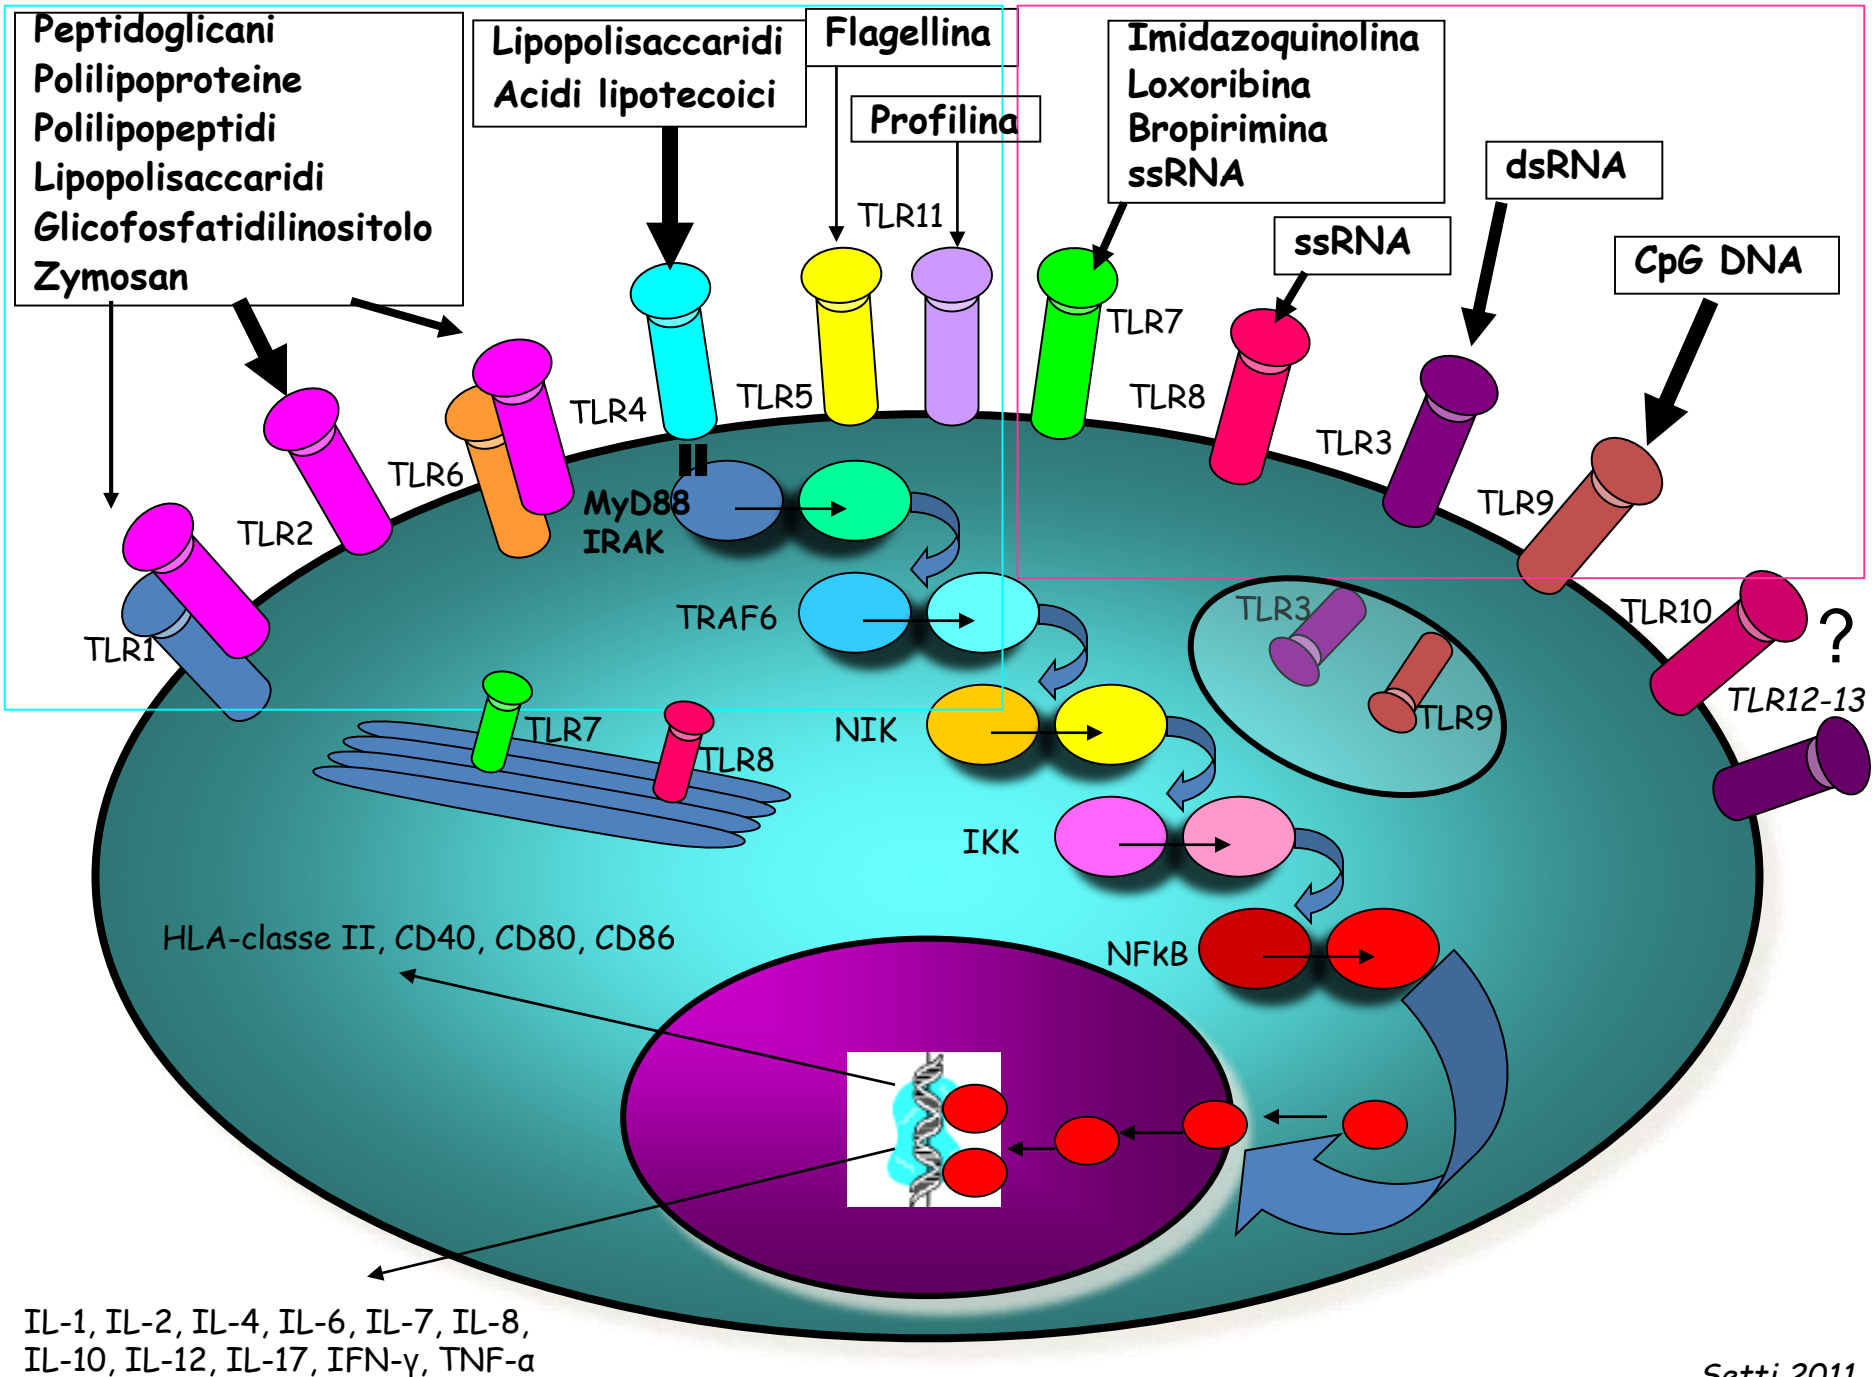 Peptidoglicani
Polilipoproteine
Polilipopeptidi
Lipopolisaccaridi
Glicofosfatidilinositolo
Zymosan
Lipopolisaccaridi
Acidi lipotecoici
Flagellina
Profilina
Imidazoquinolina
Loxoribina
Bropirimina
ssRNA
ssRNA
dsRNA
CpG DNA
TLR11
TLR7
TLR8
TLR3
TLR9
TLR5
TLR4
TLR6
TLR2
TLR1
MyD88
IRAK
TRAF6
NIK
IKK
NFkB
TLR3
TLR9
TLR10
?
TLR12-13
TLR7
TLR8
HLA-classe II, CD40, CD80, CD86
IL-1, IL-2, IL-4, IL-6, IL-7, IL-8,
IL-10, IL-12, IL-17, IFN-γ, TNF-α
Setti 2011